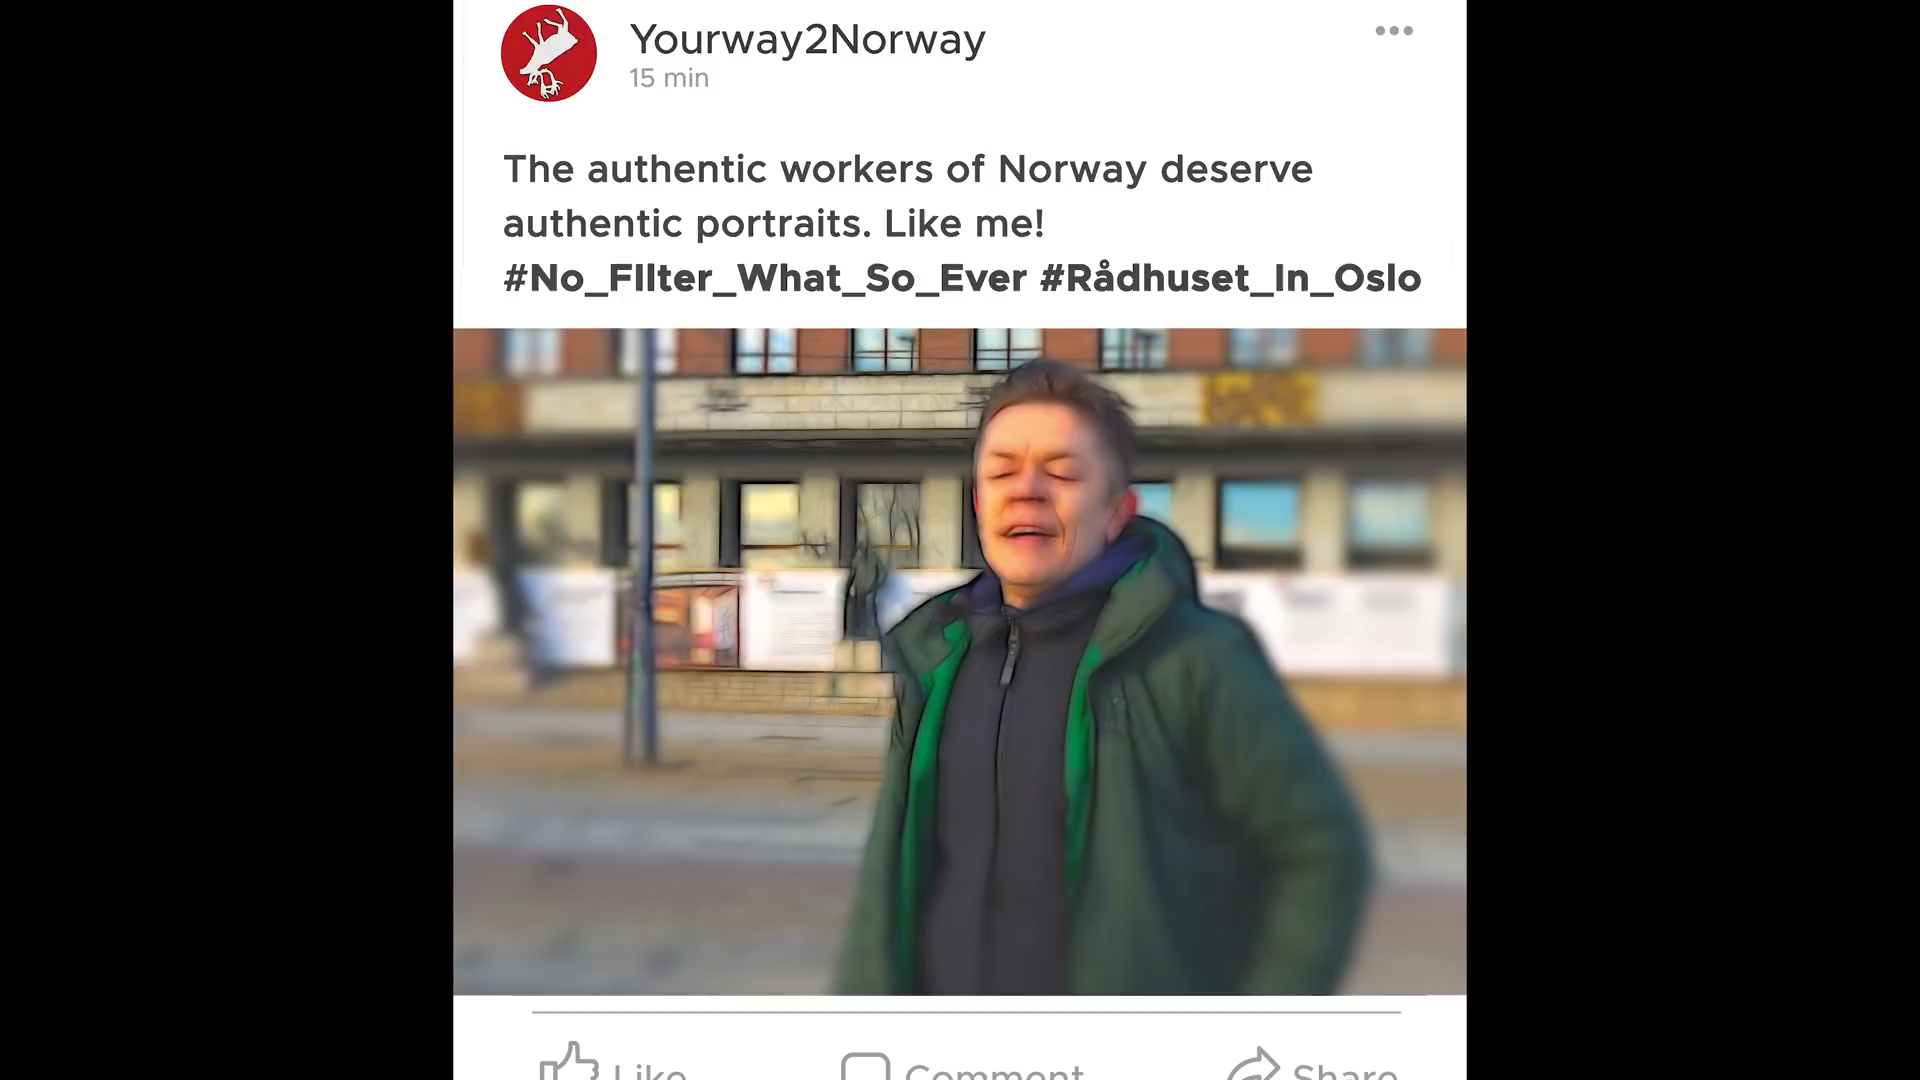 Yourway2Norway
15 min
The authentic workers of Norway deserve
authentic portraits. Like me!
#No_FIlter_What_So_Ever #Rådhuset_In_Oslo
Like
Comment
Share